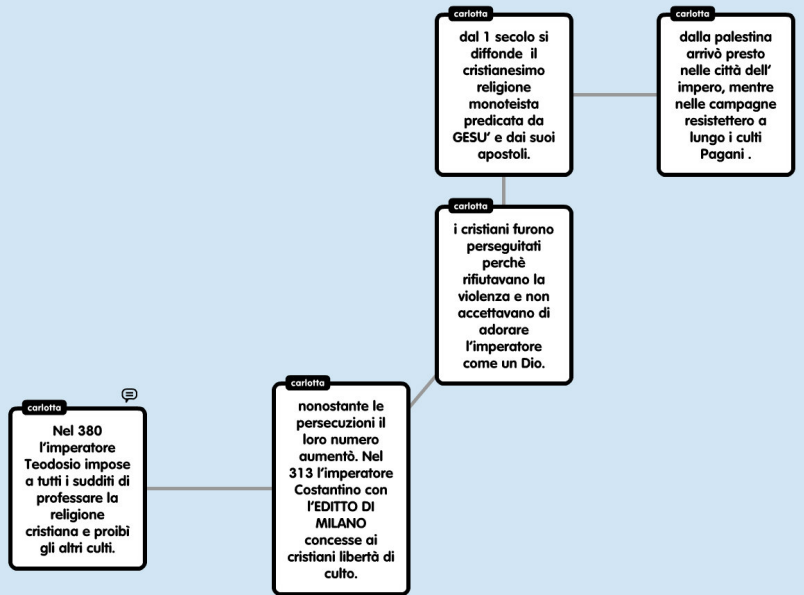 carlotta
dal 1 secolo si
diffonde il
cristianesimo
religione
monoteista
predicata da
GESU' e dai suoi
apostoli.
carlotta
dalla palestina
arrivò presto
nelle città dell'
impero, mentre
nelle campagne
resistettero a
lungo i culti
Pagani .
carlotta
i cristiani furono
perseguitati
perchè
rifiutavano la
violenza e non
accettavano di
adorare
l'imperatore
come un Dio.
carlotta
nonostante le
persecuzioni il
loro numero
aumentò. Nel
313 l'imperatore
Costantino con
l'EDITTO DI
MILANO
concesse ai
cristiani libertà di
culto.
carlotta
Nel 380
l'imperatore
Teodosio impose
a tutti i sudditi di
professare la
religione
cristiana e proibì
gli altri culti.